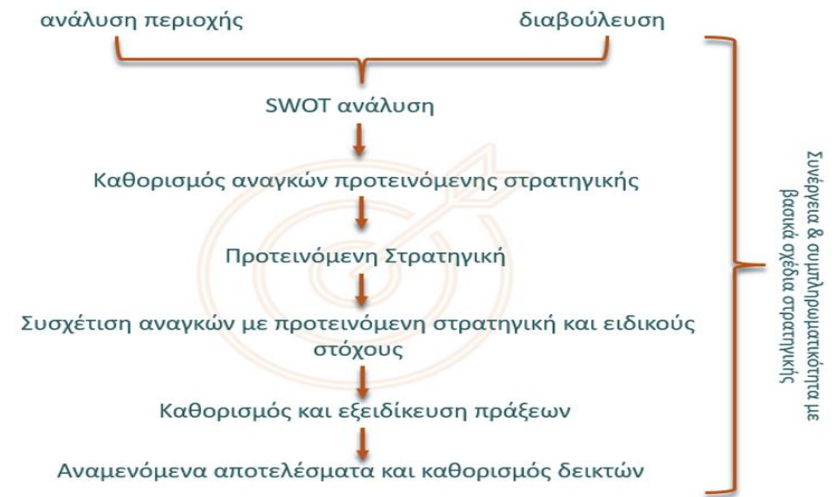 ανάλυση περιοχής
διαβούλευση
SWOT ανάλυση
Καθορισμός αναγκών προτεινόμενης στρατηγικής
Προτεινόμενη Στρατηγική
Συσχέτιση αναγκών με προτεινόμενη στρατηγική και ειδικούς
στόχους
Καθορισμός και εξειδίκευση πράξεων
Αναμενόμενα αποτελέσματα και καθορισμός δεικτών
Συνέργεια & συμπληρωματικότητα με
βασικά σχέδια στρατηγικής